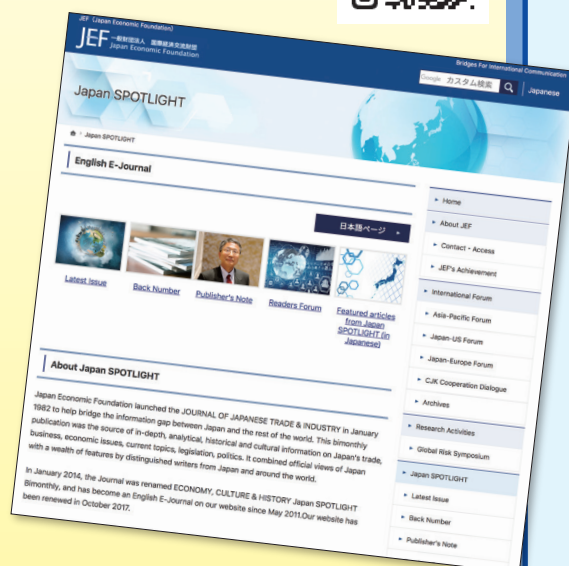 JEF (Japan Economic Foundation)
JEF 一般財団法人 国際経済交流財団
Japan Economic Foundation
Bridges For International Communication
Google カスタム検索
Japanese
Japan SPOTLIGHT
Japan SPOTLIGHT
English E-Journal
日本語ページ
Latest Issue
Back Number
Publisher's Note
Readers Forum
Featured articles
from Japan
SPOTLIGHT (in
Japanese)
About Japan SPOTLIGHT
Japan Economic Foundation launched the JOURNAL OF JAPANESE TRADE & INDUSTRY in January
1982 to help bridge the information gap between Japan and the rest of the world. This bimonthly
publication was the source of in-depth, analytical, historical and cultural information on Japan's trade,
business, economic issues, current topics, legislation, politics. It combined official views of Japan
with a wealth of features by distinguished writers from Japan and around the world.
In January 2014, the Journal was renamed ECONOMY, CULTURE & HISTORY Japan SPOTLIGHT
Bimonthly, and has become an English E-Journal on our website since May 2011.Our website has
been renewed in October 2017.
Home
About JEF
Contact・Access
JEF's Achievement
International Forum
Asia-Pacific Forum
Japan-US Forum
Japan-Europe Forum
CJK Cooperation Dialogue
Archives
Research Activities
Global Risk Symposium
Japan SPOTLIGHT
Latest Issue
Back Number
Publisher's Note